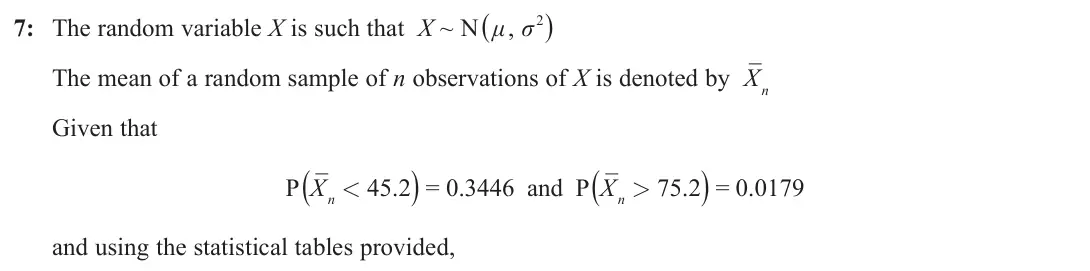 7: The random variable X is such that X ~ N(μ, σ²)
The mean of a random sample of n observations of X is denoted by X̄ₙ
Given that
P(X̄ₙ < 45.2) = 0.3446 and P(X̄ₙ > 75.2) = 0.0179
and using the statistical tables provided,